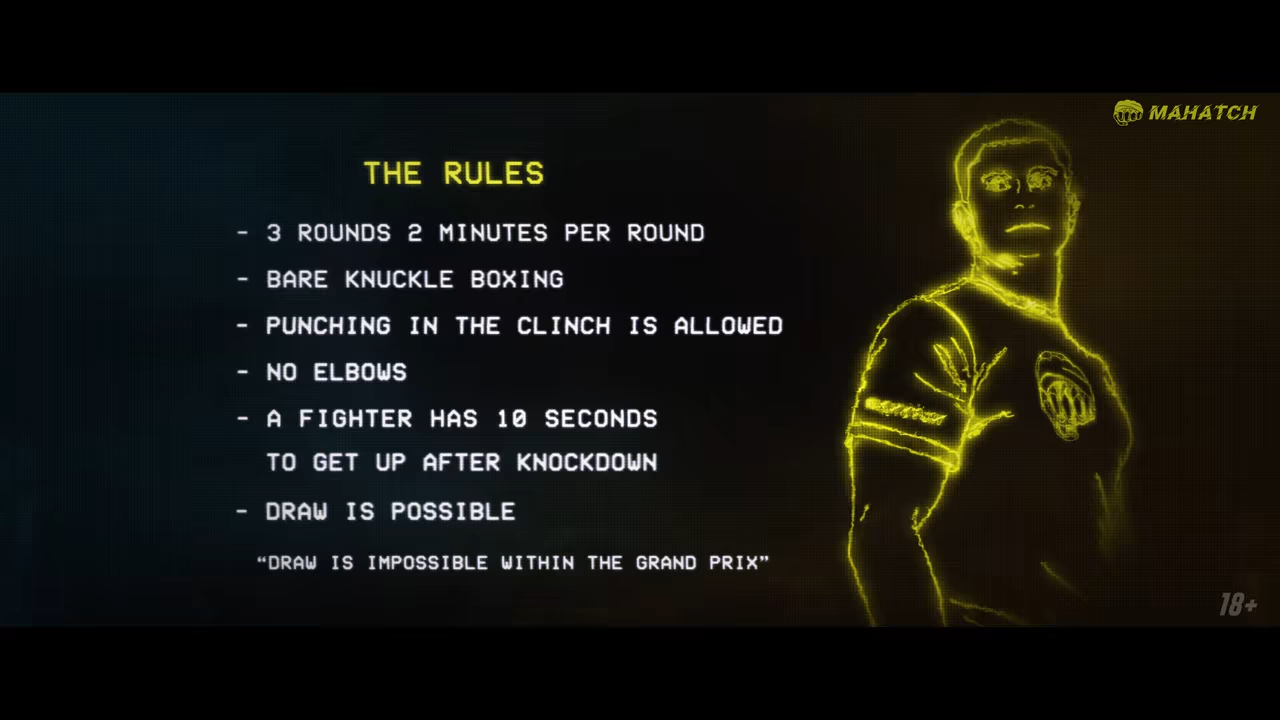 MAHATCH
THE RULES
- 3 ROUNDS 2 MINUTES PER ROUND
- BARE KNUCKLE BOXING
- PUNCHING IN THE CLINCH IS ALLOWED
- NO ELBOWS
- A FIGHTER HAS 10 SECONDS
TO GET UP AFTER KNOCKDOWN
- DRAW IS POSSIBLE
“DRAW IS IMPOSSIBLE WITHIN THE GRAND PRIX”
18+